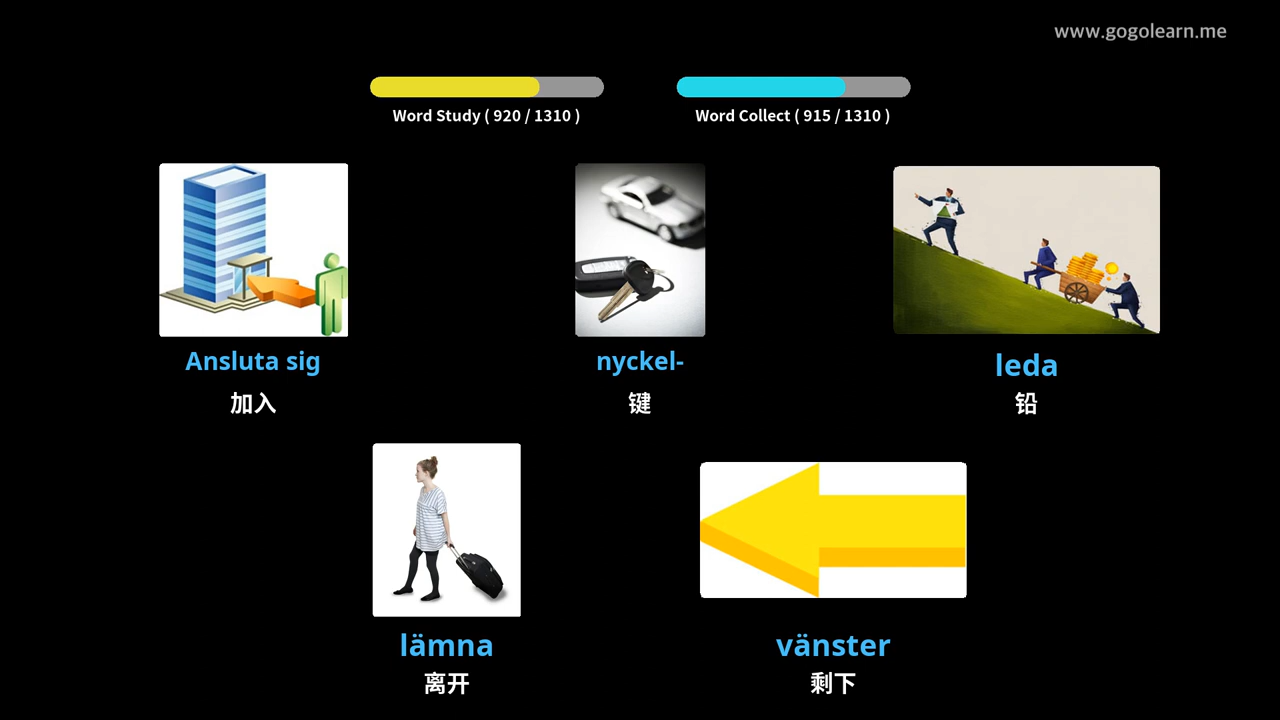 www.gogolearn.me
Word Study ( 920 / 1310 )
Word Collect ( 915 / 1310 )
Ansluta sig
加入
nyckel-
键
leda
铅
lämna
离开
vänster
剩下